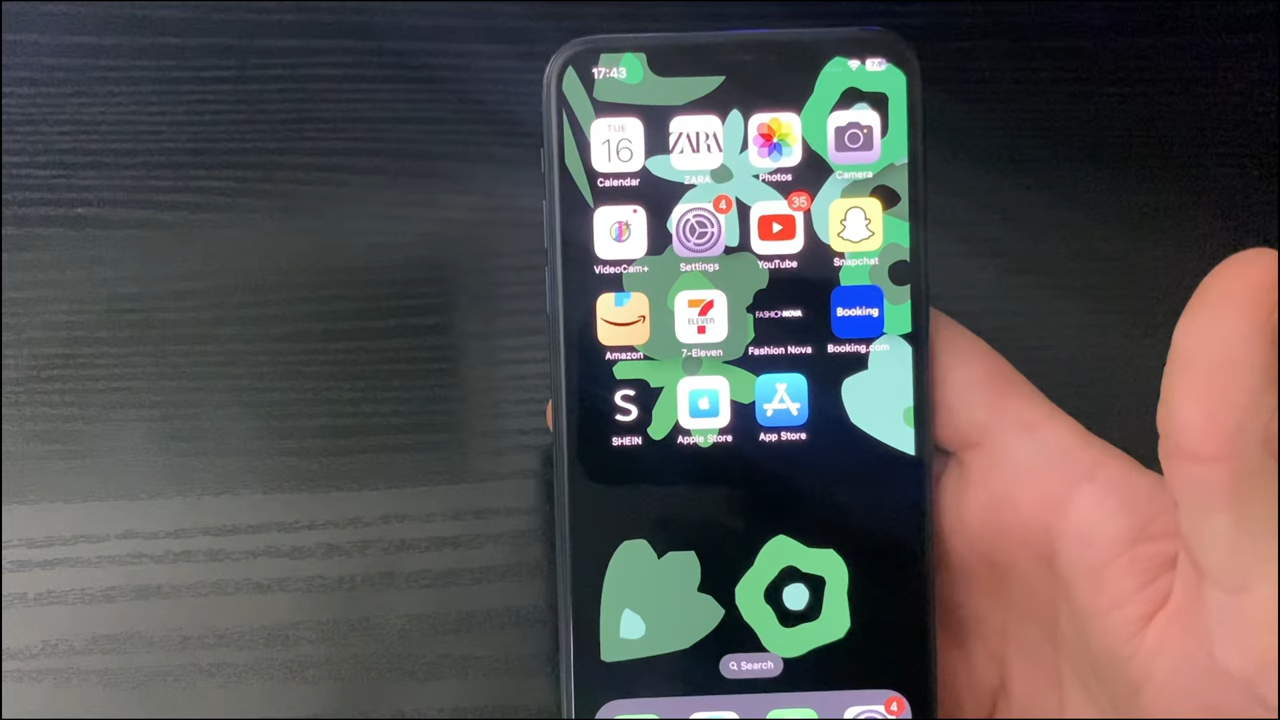 17:43
74
TUE
16
ZARA
Calendar
ZARA
Photos
Camera
4
35
VideoCam+
Settings
YouTube
Snapchat
7
ELEVEN
FASHIONNOVA
Booking
Amazon
7-Eleven
Fashion Nova
Booking.com
S
SHEIN
Apple Store
App Store
Search
4